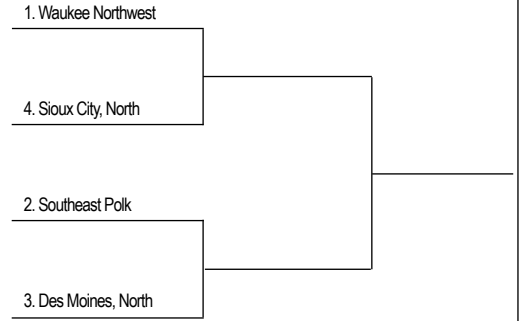 1. Waukee Northwest
4. Sioux City, North
2. Southeast Polk
3. Des Moines, North